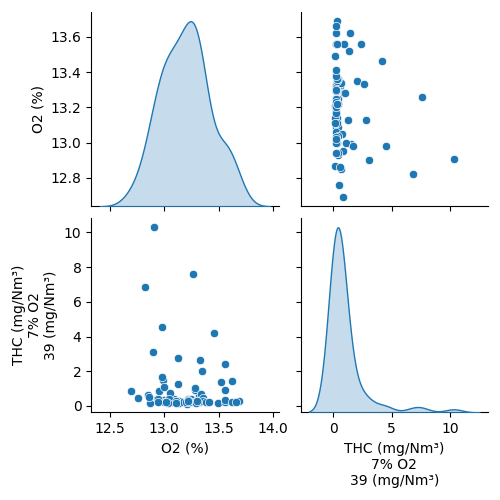 13.6
13.4
13.2
13.0
12.8
O2 (%)
10
8
6
4
2
0
THC (mg/Nm³)
7% O2
39 (mg/Nm³)
12.5 13.0 13.5 14.0
O2 (%)
0 5 10
THC (mg/Nm³)
7% O2
39 (mg/Nm³)